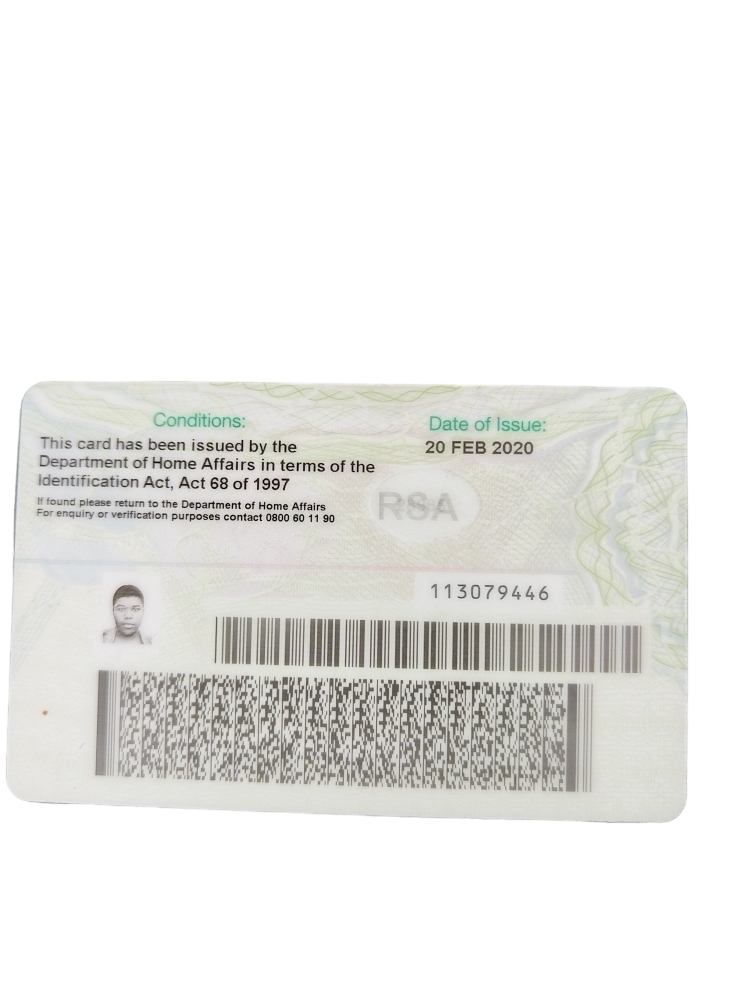 Conditions:
This card has been issued by the
Department of Home Affairs in terms of the
Identification Act, Act 68 of 1997
If found please return to the Department of Home Affairs
For enquiry or verification purposes contact 0800 60 11 90
Date of Issue:
20 FEB 2020
RSA
113079446